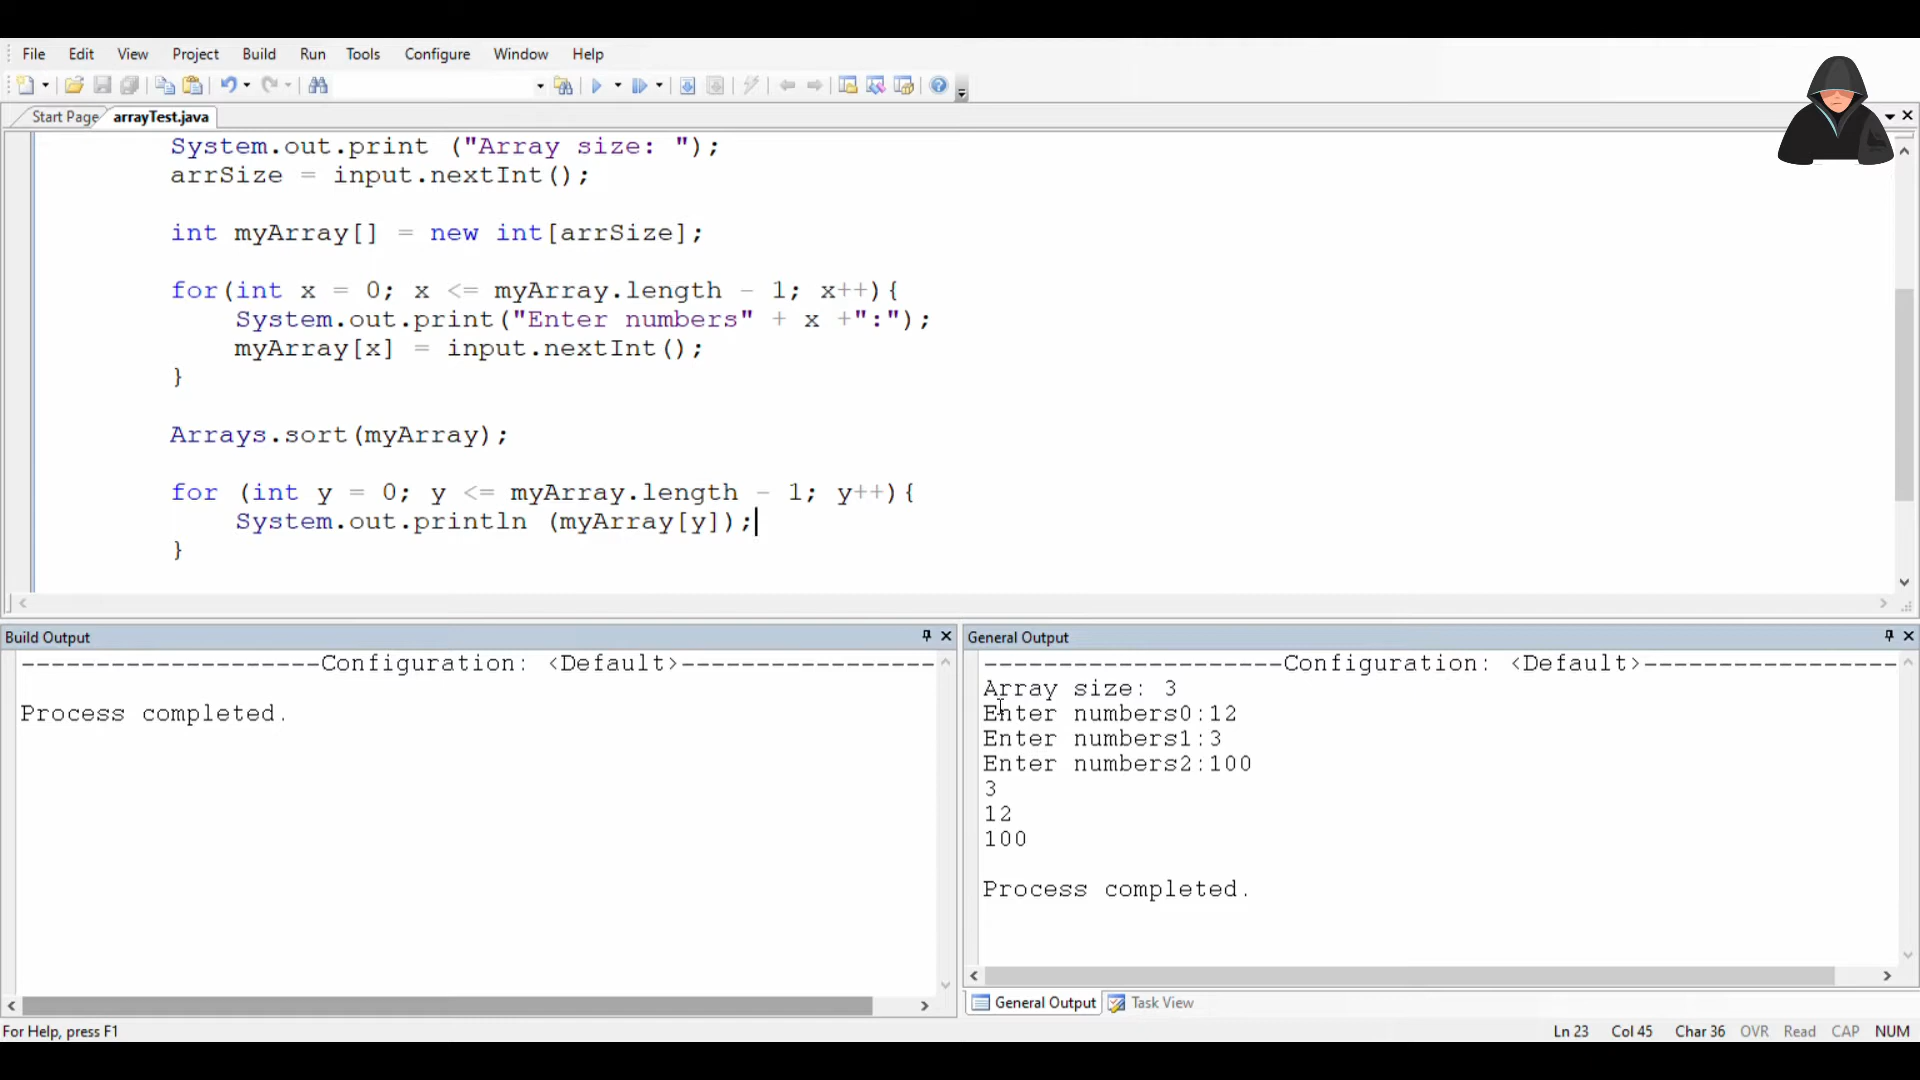 File Edit View Project Build Run Tools Configure Window Help
Start Page arrayTest.java
System.out.print ("Array size: ");
arrSize = input.nextInt();
int myArray[] = new int[arrSize];
for(int x = 0; x <= myArray.length - 1; x++){
System.out.print("Enter numbers" + x +":");
myArray[x] = input.nextInt();
}
Arrays.sort(myArray);
for (int y = 0; y <= myArray.length - 1; y++){
System.out.println (myArray[y]);
}
Build Output
--------------------Configuration: <Default>-----------------
Process completed.
General Output
--------------------Configuration: <Default>-----------------
Array size: 3
Enter numbers0:12
Enter numbers1:3
Enter numbers2:100
3
12
100
Process completed.
General Output Task View
For Help, press F1 Ln 23 Col 45 Char 36 OVR Read CAP NUM